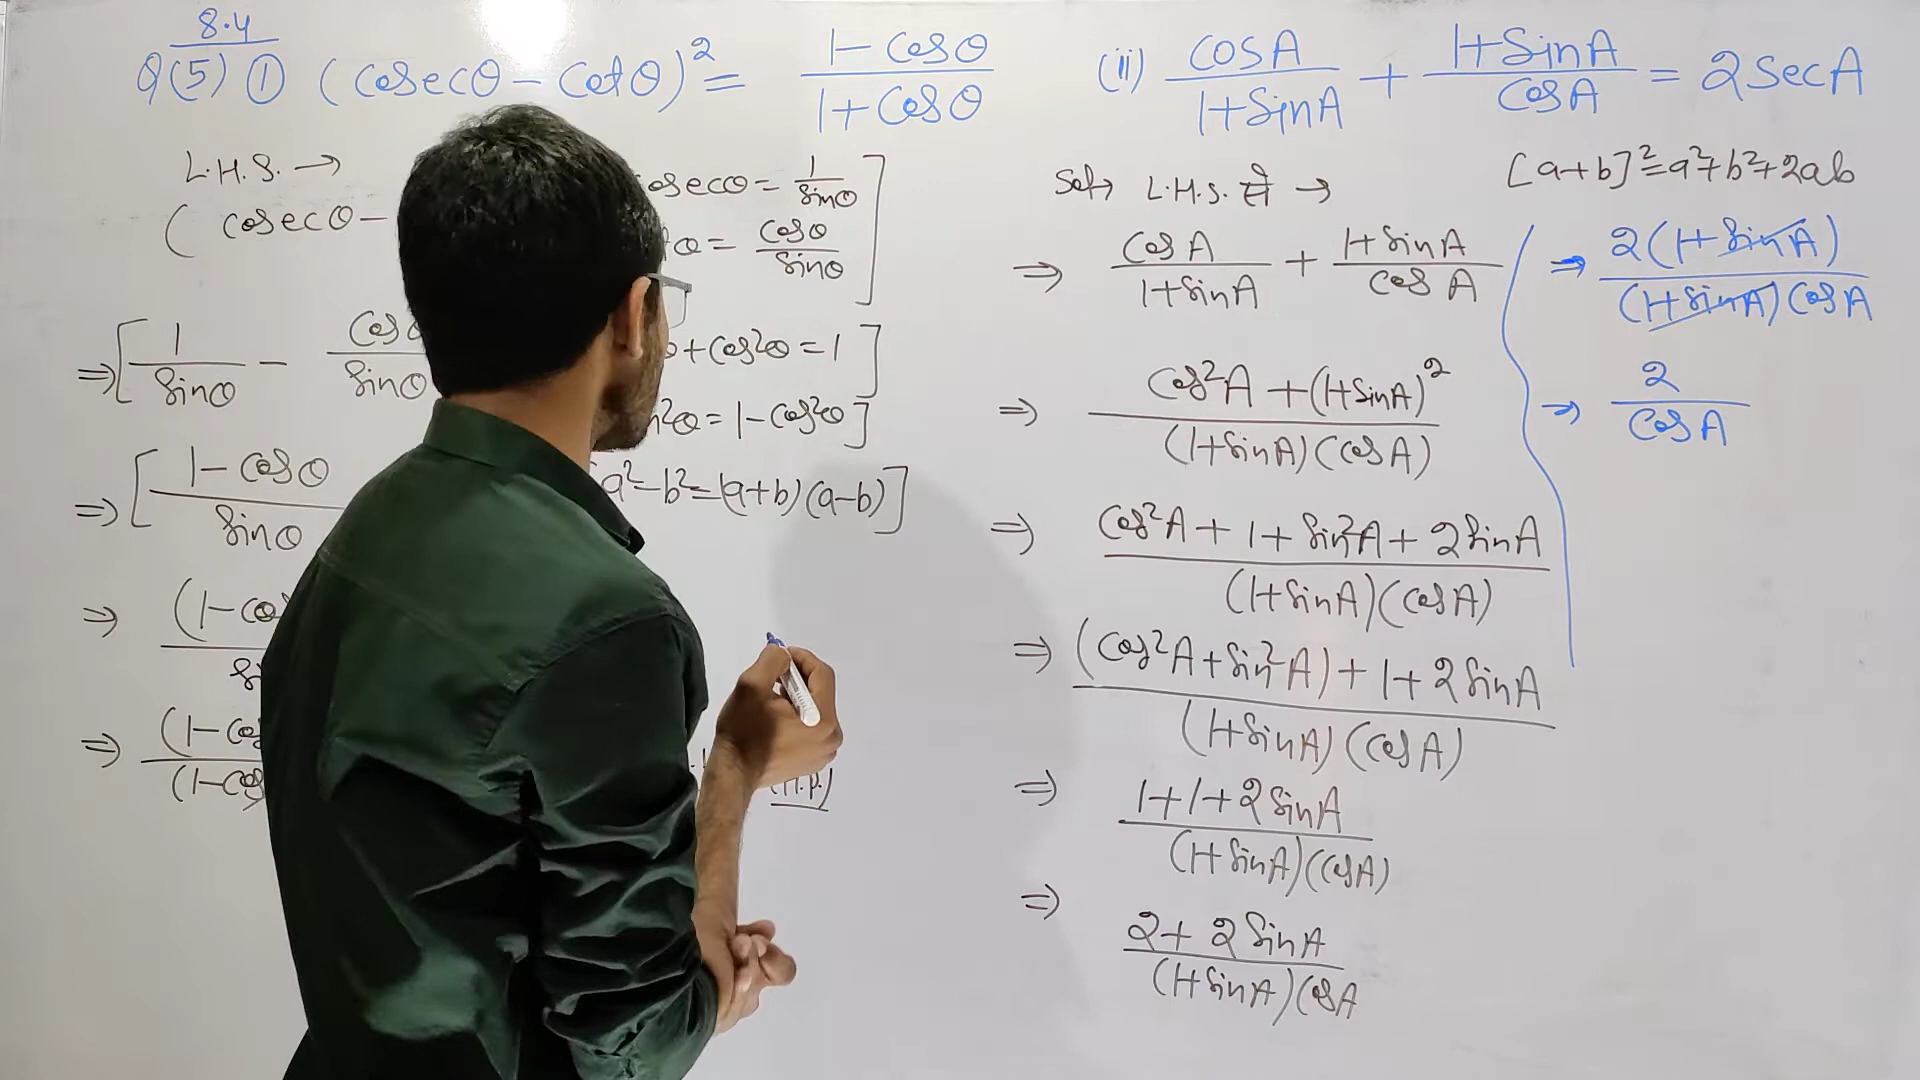 8.4
Q(5) ① (cosecθ - cotθ)² = 1 - cosθ / 1 + cosθ
L.H.S. →
( cosecθ -
cosecθ = 1 / sinθ ]
θ = cosθ / sinθ
⇒ [ 1 / sinθ - cosθ / sinθ
θ + cos²θ = 1 ]
n²θ = 1 - cos²θ ]
⇒ [ 1 - cosθ / sinθ
a² - b² = (a+b)(a-b) ]
⇒ (1 - cos
⇒ (1 - cos / (1 - cos
(H.P.)
(ii) cosA / 1+sinA + 1+sinA / cosA = 2secA
Sol→ L.H.S. से →
[a+b]² = a²+b²+2ab
⇒ cosA / 1+sinA + 1+sinA / cosA
⇒ cos²A + (1+sinA)² / (1+sinA)(cosA)
⇒ cos²A + 1 + sin²A + 2sinA / (1+sinA)(cosA)
⇒ (cos²A + sin²A) + 1 + 2sinA / (1+sinA)(cosA)
⇒ 1+1+2sinA / (1+sinA)(cosA)
⇒ 2+2sinA / (1+sinA)(cosA
⇒ 2(1+sinA) / (1+sinA)cosA
⇒ 2 / cosA